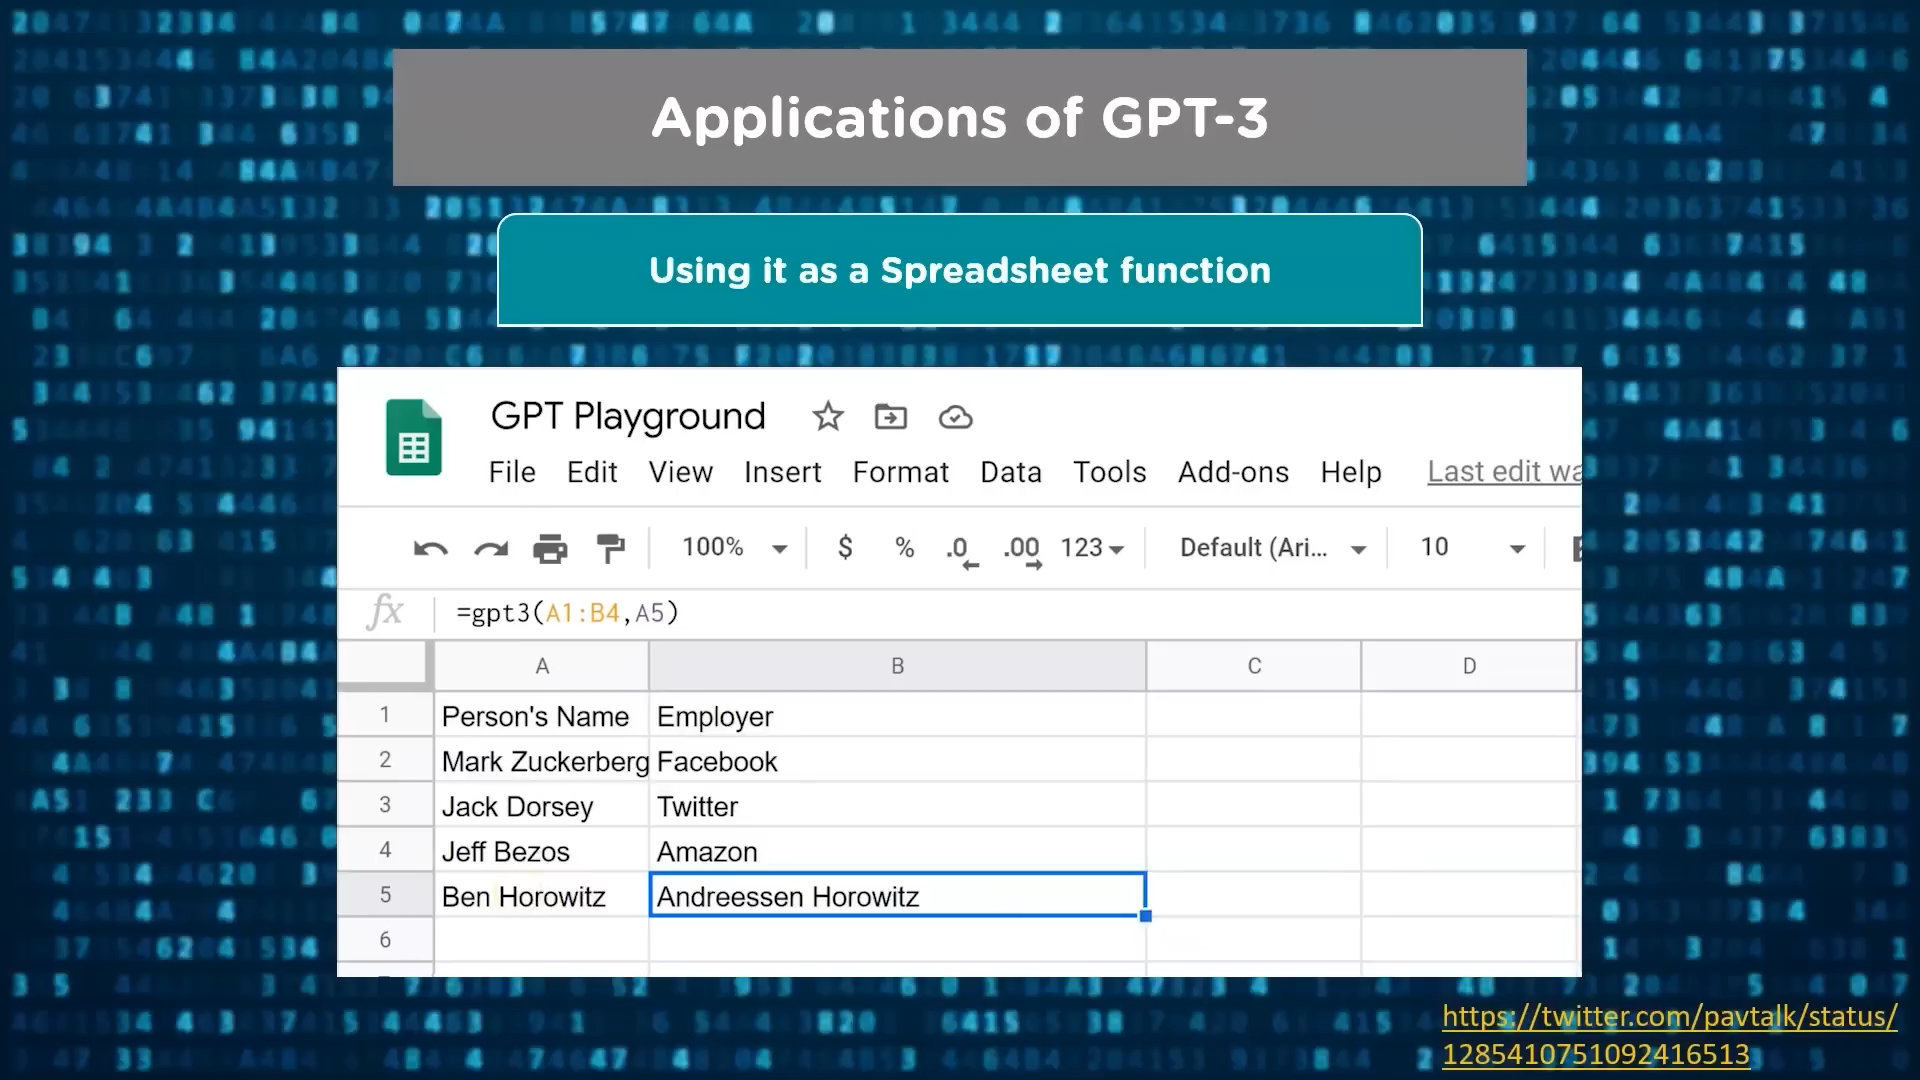 Applications of GPT-3
Using it as a Spreadsheet function
GPT Playground
File Edit View Insert Format Data Tools Add-ons Help Last edit wa
100% $ % .0 .00 123 Default (Ari... 10
fx =gpt3(A1:B4,A5)
A B C D
1 Person's Name Employer
2 Mark Zuckerberg Facebook
3 Jack Dorsey Twitter
4 Jeff Bezos Amazon
5 Ben Horowitz Andreessen Horowitz
6
https://twitter.com/pavtalk/status/
1285410751092416513